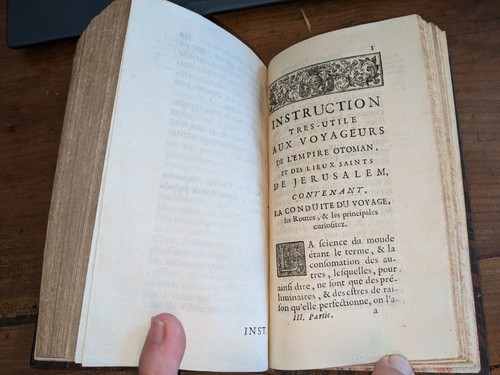 INST
1
INSTRUCTION
TRES-UTILE
AUX VOYAGEURS
DE L'EMPIRE OTOMAN,
ET DES LIEUX SAINTS
DE JERUSALEM,
CONTENANT,
LA CONDUITE DU VOYAGE,
les Routes, & les principales
curiositez.
LA science du monde
étant le terme, & la
consomation des au-
tres, lesquelles, pour
ainsi dire, ne sont que des pré-
liminaires, & des estres de rai-
son qu'elle perfectionne, on l'a-
III. Partie. a